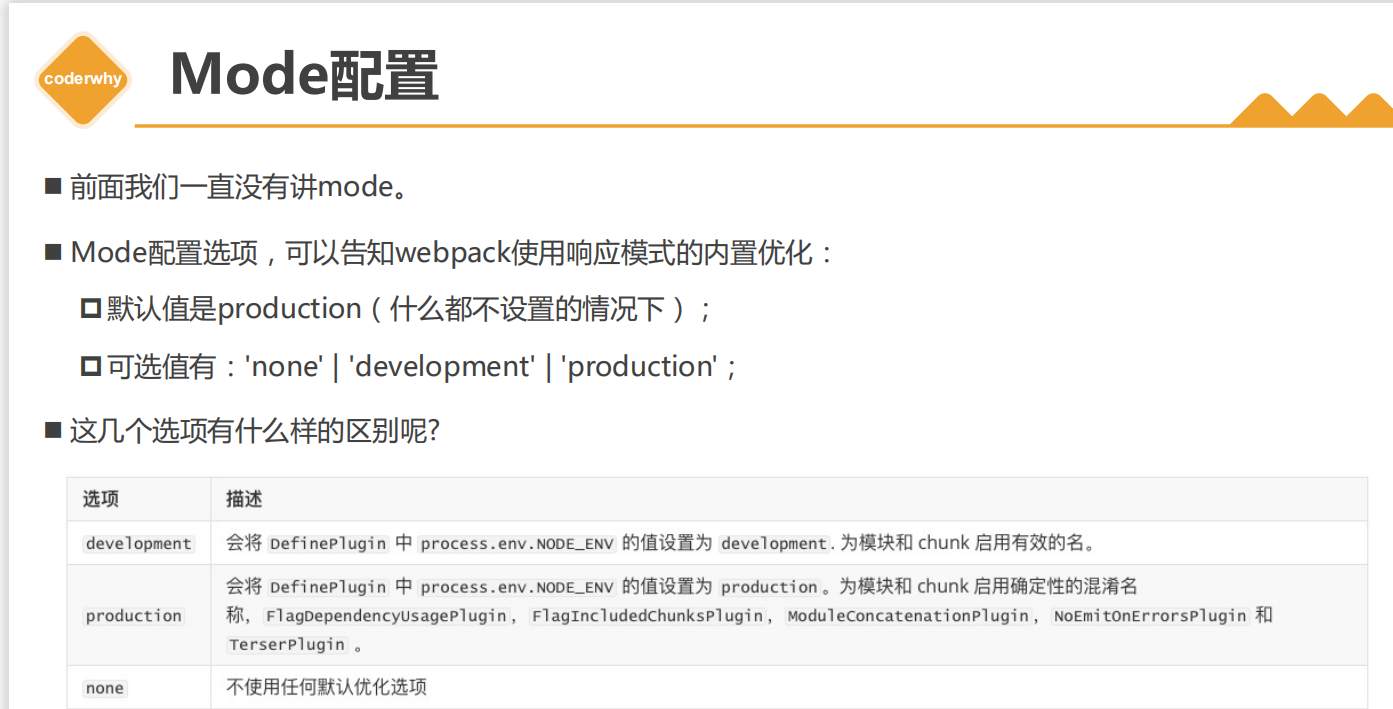 coderwhy
Mode配置
前面我们一直没有讲mode。
Mode配置选项，可以告知webpack使用响应模式的内置优化：
默认值是production（什么都不设置的情况下）；
可选值有：'none' | 'development' | 'production'；
这几个选项有什么样的区别呢?
选项 描述
development 会将 DefinePlugin 中 process.env.NODE_ENV 的值设置为 development. 为模块和 chunk 启用有效的名。
production 会将 DefinePlugin 中 process.env.NODE_ENV 的值设置为 production。为模块和 chunk 启用确定性的混淆名
称，FlagDependencyUsagePlugin，FlagIncludedChunksPlugin，ModuleConcatenationPlugin，NoEmitOnErrorsPlugin 和
TerserPlugin 。
none 不使用任何默认优化选项